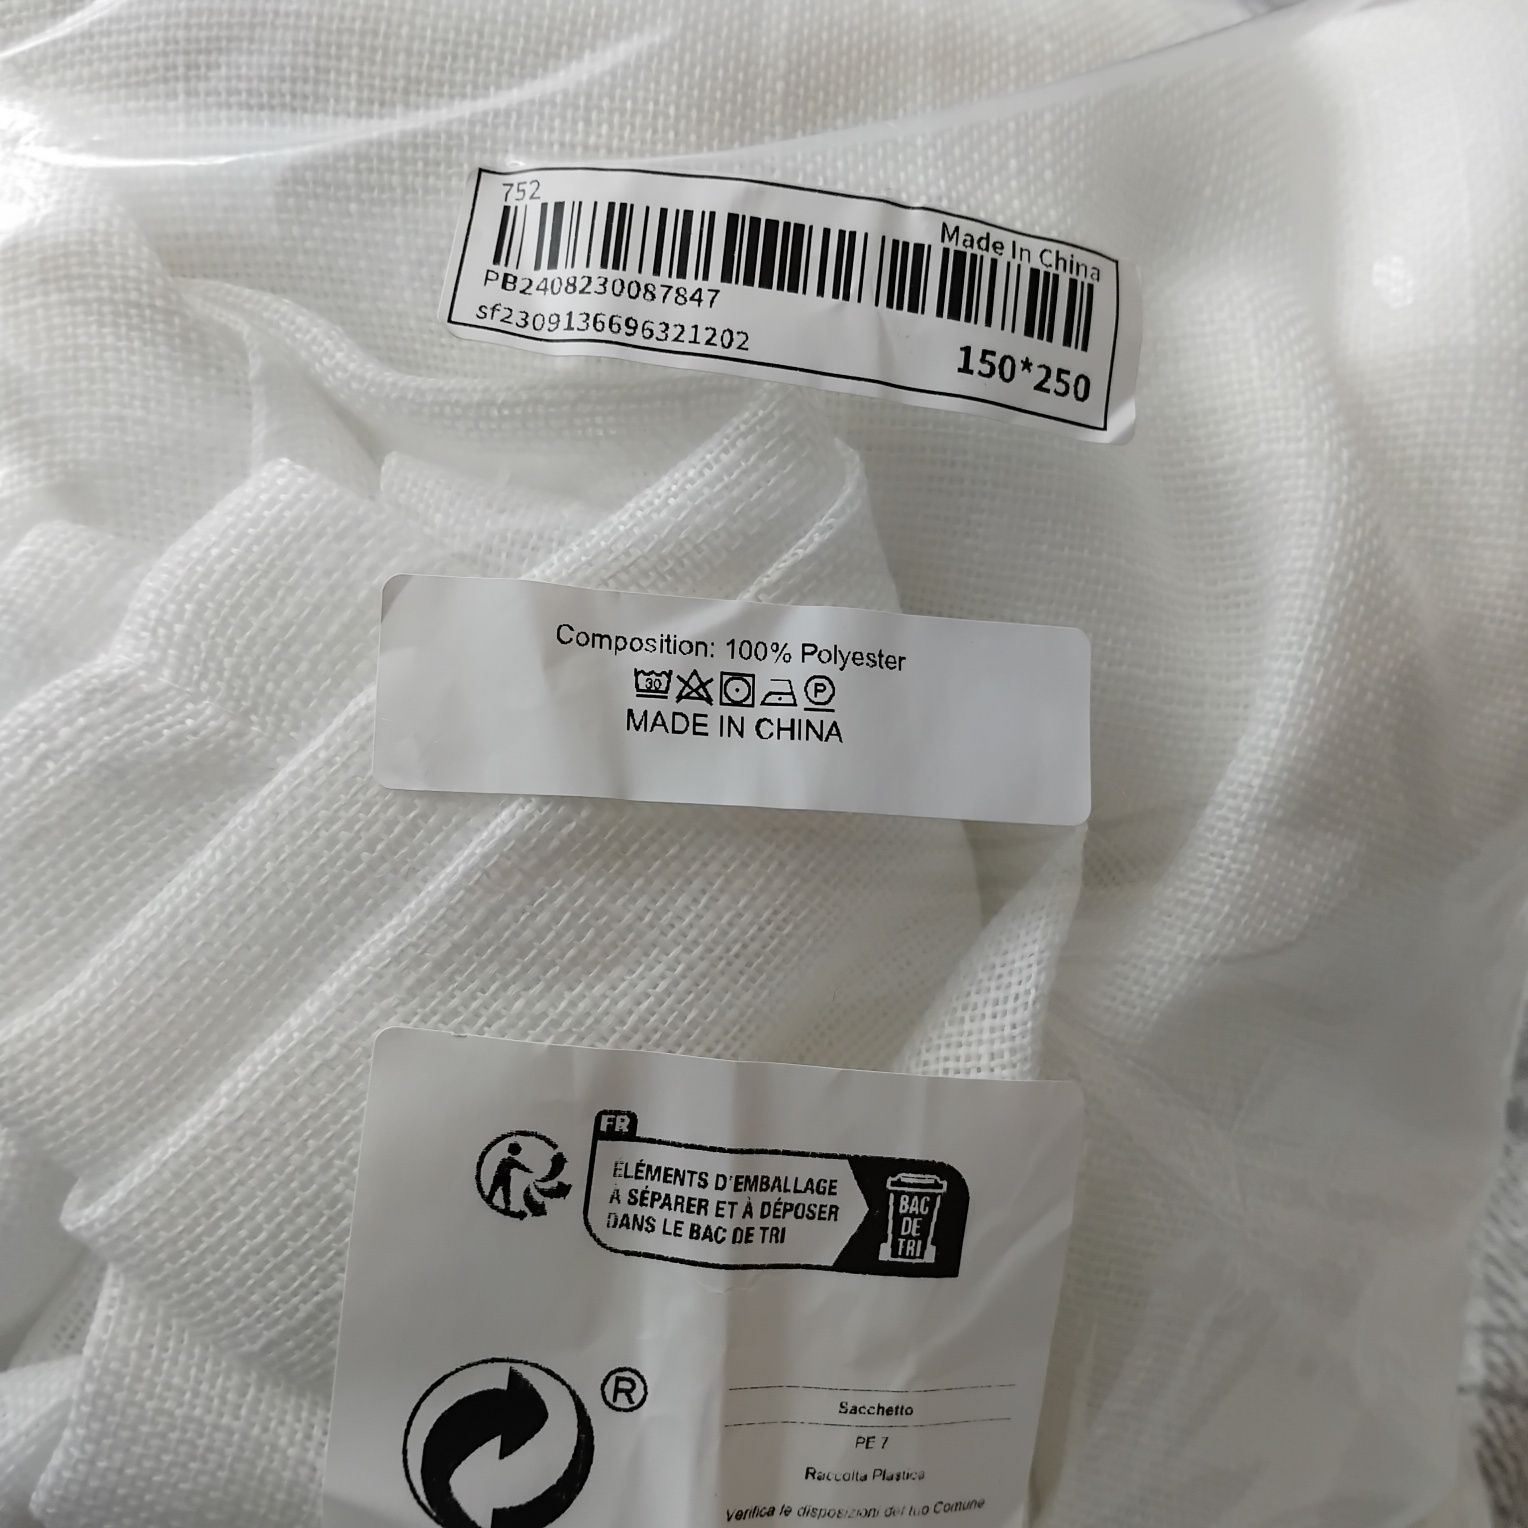 752
Made In China
PB2408230087847
sf2309136696321202
150*250
Composition: 100% Polyester
30 P
MADE IN CHINA
FR
ÉLÉMENTS D'EMBALLAGE
À SÉPARER ET À DÉPOSER
DANS LE BAC DE TRI
BAC
DE
TRI
®
Sacchetto
PE 7
Raccolta Plastica
Verifica le disposizioni del tuo Comune